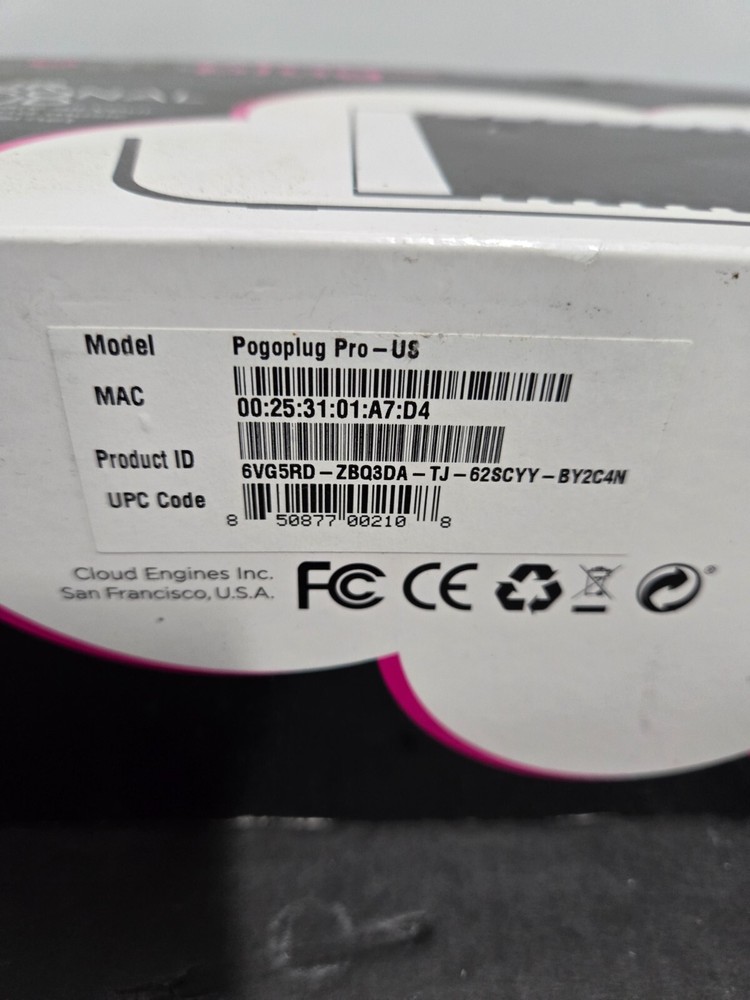 Model Pogoplug Pro-US
MAC
00:25:31:01:A7:D4
Product ID 6VG5RD-ZBQ3DA-TJ-62SCYY-BY2C4N
UPC Code
8 50877 00210 8
Cloud Engines Inc.
San Francisco, U.S.A.
FC CE